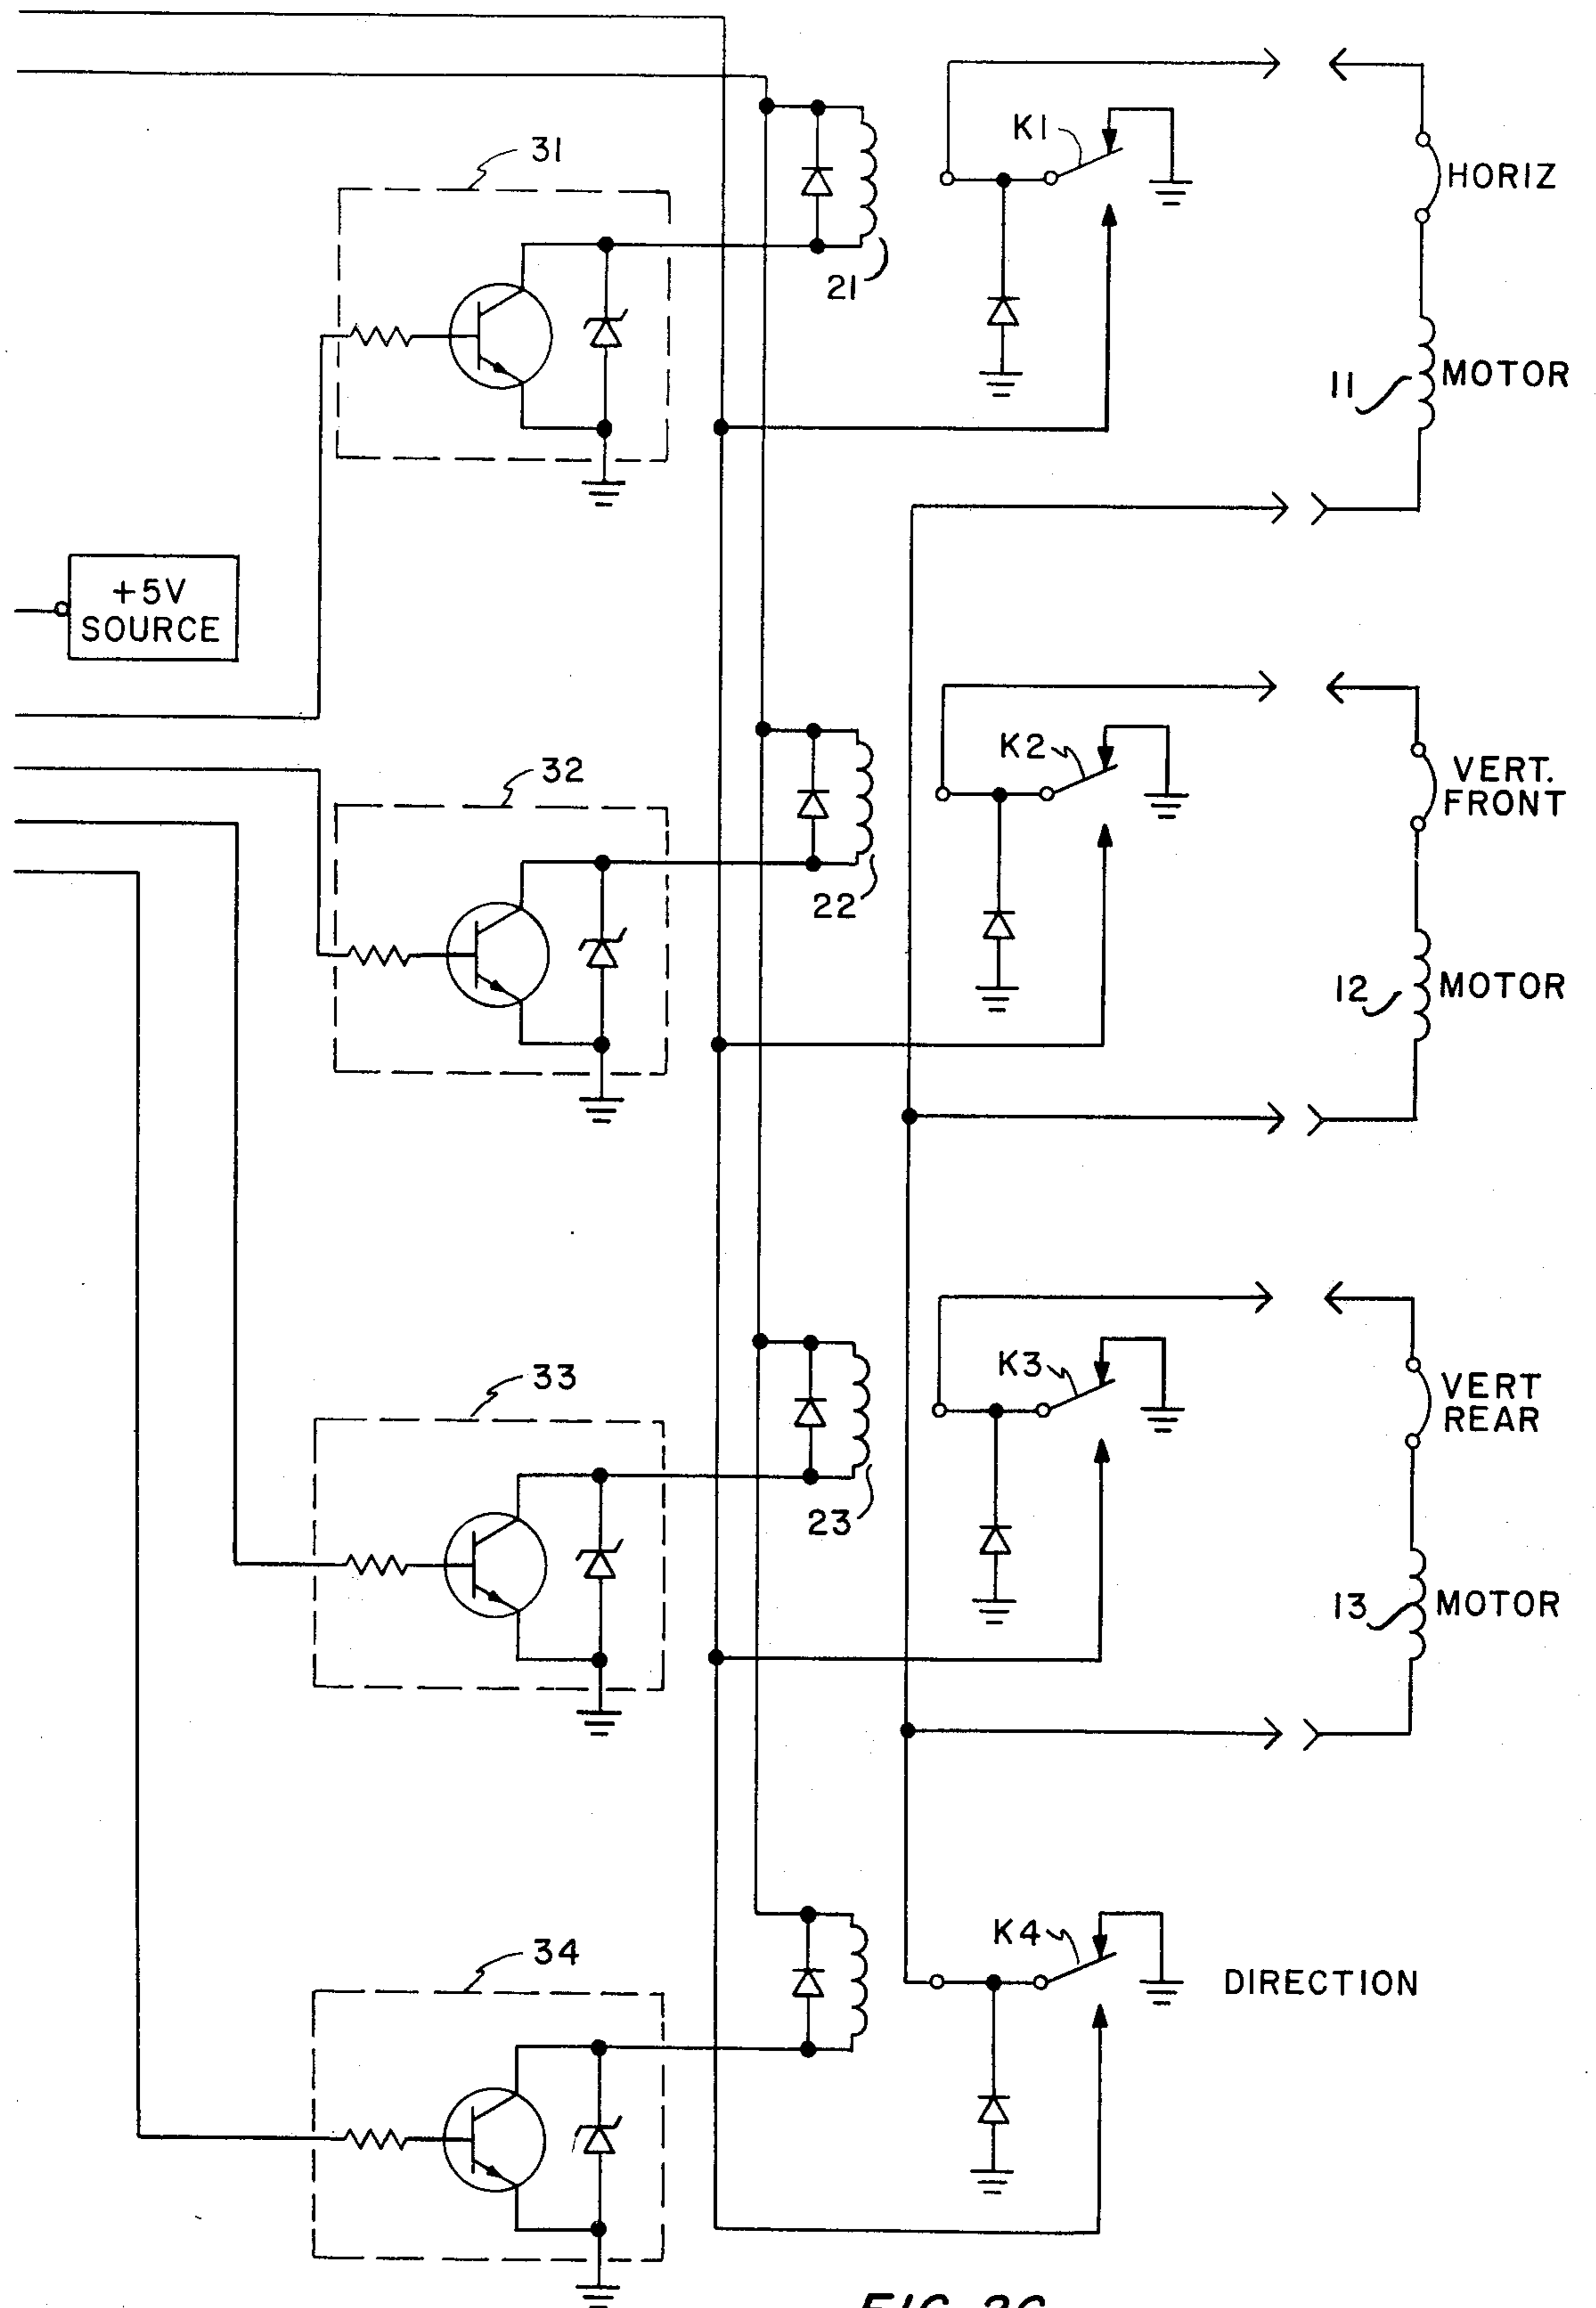 K1
31
HORIZ
21
11
MOTOR
+5V
SOURCE
K2
32
VERT.
FRONT
22
12
MOTOR
K3
33
VERT
REAR
23
13
MOTOR
K4
34
DIRECTION